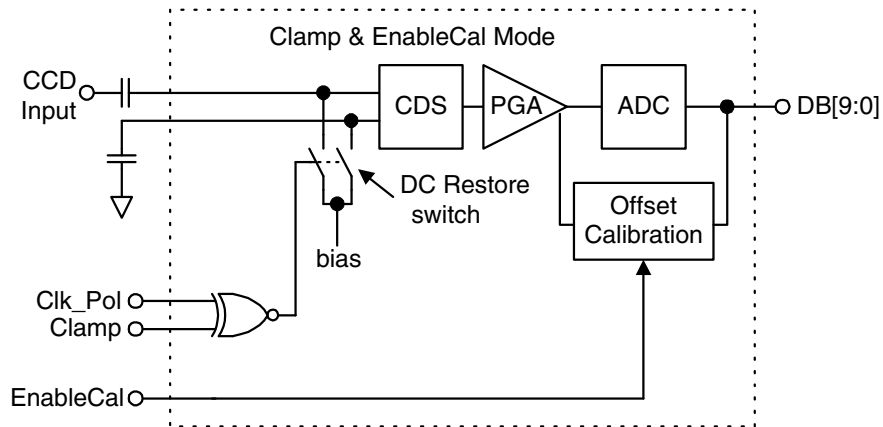 Clamp & EnableCal Mode
CCD
Input
CDS
PGA
ADC
DB[9:0]
DC Restore
switch
Offset
Calibration
bias
Clk_Pol
Clamp
EnableCal